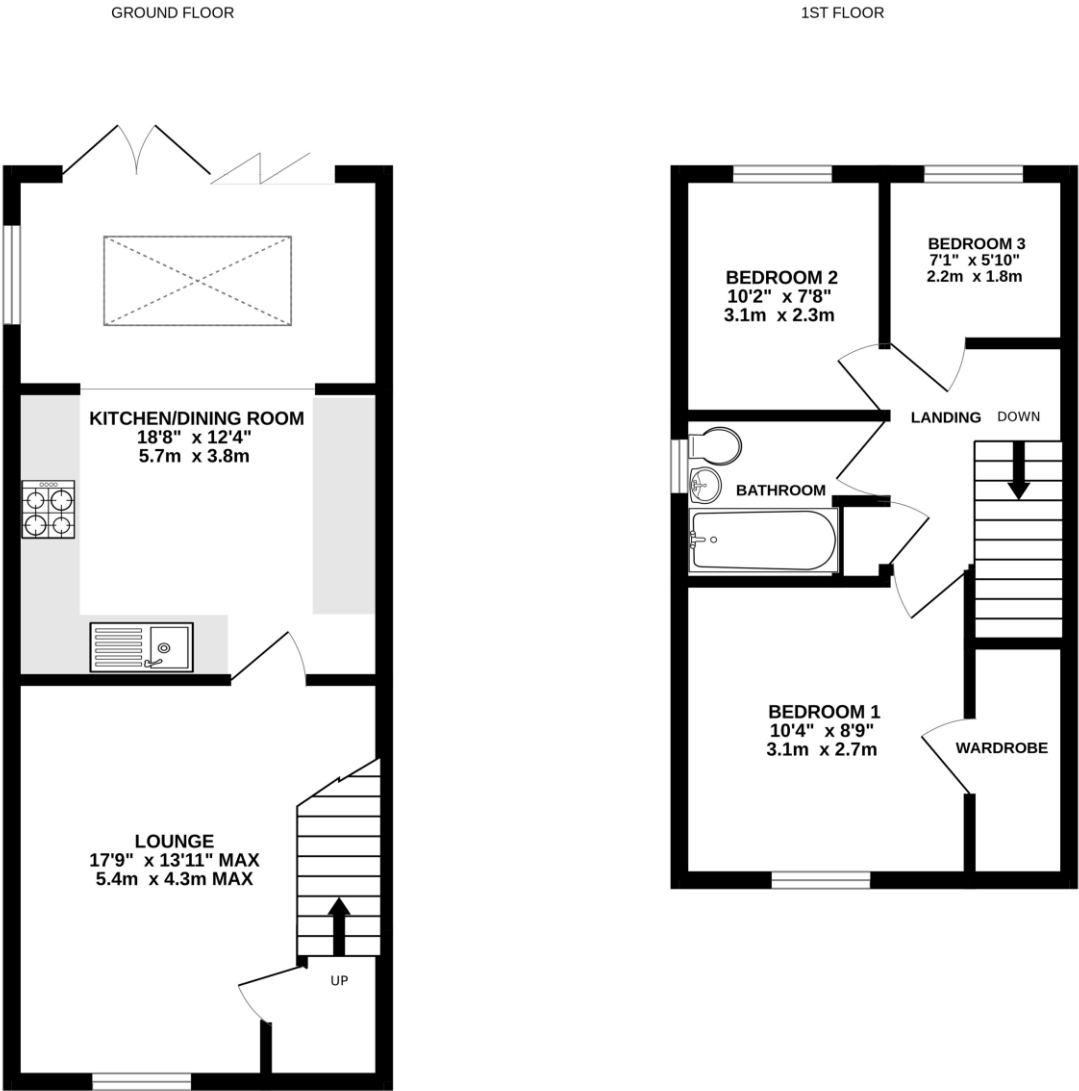 GROUND FLOOR
KITCHEN/DINING ROOM
18'8" x 12'4"
5.7m x 3.8m
LOUNGE
17'9" x 13'11" MAX
5.4m x 4.3m MAX
UP
1ST FLOOR
BEDROOM 2
10'2" x 7'8"
3.1m x 2.3m
BEDROOM 3
7'1" x 5'10"
2.2m x 1.8m
LANDING DOWN
BATHROOM
BEDROOM 1
10'4" x 8'9"
3.1m x 2.7m
WARDROBE